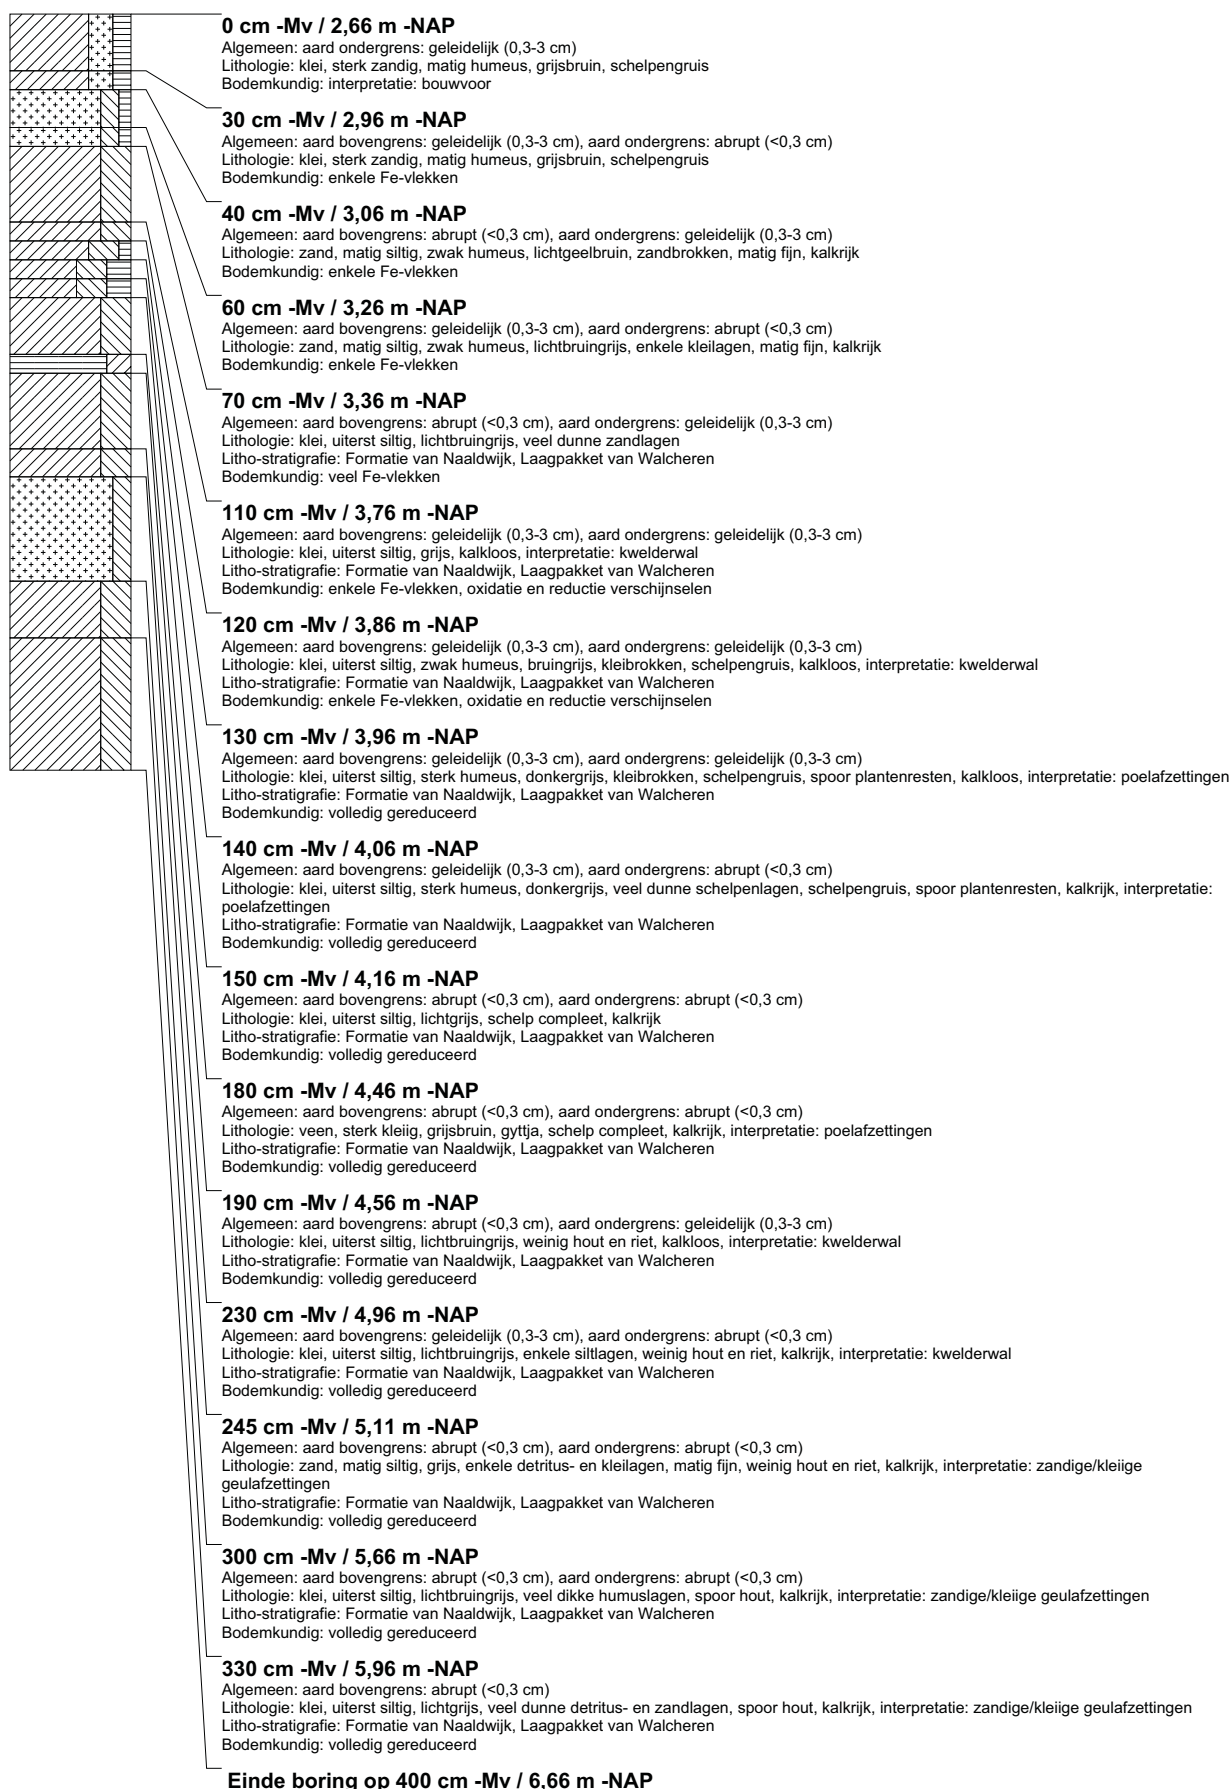 0 cm -Mv / 2,66 m -NAP
Algemeen: aard ondergrens: geleidelijk (0,3-3 cm)
Lithologie: klei, sterk zandig, matig humeus, grijsbruin, schelpengruis
Bodemkundig: interpretatie: bouwvoor
30 cm -Mv / 2,96 m -NAP
Algemeen: aard bovengrens: geleidelijk (0,3-3 cm), aard ondergrens: abrupt (<0,3 cm)
Lithologie: klei, sterk zandig, matig humeus, grijsbruin, schelpengruis
Bodemkundig: enkele Fe-vlekken
40 cm -Mv / 3,06 m -NAP
Algemeen: aard bovengrens: abrupt (<0,3 cm), aard ondergrens: geleidelijk (0,3-3 cm)
Lithologie: zand, matig siltig, zwak humeus, lichtgeelbruin, zandbrokken, matig fijn, kalkrijk
Bodemkundig: enkele Fe-vlekken
60 cm -Mv / 3,26 m -NAP
Algemeen: aard bovengrens: geleidelijk (0,3-3 cm), aard ondergrens: abrupt (<0,3 cm)
Lithologie: zand, matig siltig, zwak humeus, lichtbruingrijs, enkele kleilagen, matig fijn, kalkrijk
Bodemkundig: enkele Fe-vlekken
70 cm -Mv / 3,36 m -NAP
Algemeen: aard bovengrens: abrupt (<0,3 cm), aard ondergrens: geleidelijk (0,3-3 cm)
Lithologie: klei, uiterst siltig, lichtbruingrijs, veel dunne zandlagen
Litho-stratigrafie: Formatie van Naaldwijk, Laagpakket van Walcheren
Bodemkundig: veel Fe-vlekken
110 cm -Mv / 3,76 m -NAP
Algemeen: aard bovengrens: geleidelijk (0,3-3 cm), aard ondergrens: geleidelijk (0,3-3 cm)
Lithologie: klei, uiterst siltig, grijs, kalkloos, interpretatie: kwelderwal
Litho-stratigrafie: Formatie van Naaldwijk, Laagpakket van Walcheren
Bodemkundig: enkele Fe-vlekken, oxidatie en reductie verschijnselen
120 cm -Mv / 3,86 m -NAP
Algemeen: aard bovengrens: geleidelijk (0,3-3 cm), aard ondergrens: geleidelijk (0,3-3 cm)
Lithologie: klei, uiterst siltig, zwak humeus, bruingrijs, kleibrokken, schelpengruis, kalkloos, interpretatie: kwelderwal
Litho-stratigrafie: Formatie van Naaldwijk, Laagpakket van Walcheren
Bodemkundig: enkele Fe-vlekken, oxidatie en reductie verschijnselen
130 cm -Mv / 3,96 m -NAP
Algemeen: aard bovengrens: geleidelijk (0,3-3 cm), aard ondergrens: geleidelijk (0,3-3 cm)
Lithologie: klei, uiterst siltig, sterk humeus, donkergrijs, kleibrokken, schelpengruis, spoor plantenresten, kalkloos, interpretatie: poelafzettingen
Litho-stratigrafie: Formatie van Naaldwijk, Laagpakket van Walcheren
Bodemkundig: volledig gereduceerd
140 cm -Mv / 4,06 m -NAP
Algemeen: aard bovengrens: geleidelijk (0,3-3 cm), aard ondergrens: abrupt (<0,3 cm)
Lithologie: klei, uiterst siltig, sterk humeus, donkergrijs, veel dunne schelpenlagen, schelpengruis, spoor plantenresten, kalkrijk, interpretatie:
poelafzettingen
Litho-stratigrafie: Formatie van Naaldwijk, Laagpakket van Walcheren
Bodemkundig: volledig gereduceerd
150 cm -Mv / 4,16 m -NAP
Algemeen: aard bovengrens: abrupt (<0,3 cm), aard ondergrens: abrupt (<0,3 cm)
Lithologie: klei, uiterst siltig, lichtgrijs, schelp compleet, kalkrijk
Litho-stratigrafie: Formatie van Naaldwijk, Laagpakket van Walcheren
Bodemkundig: volledig gereduceerd
180 cm -Mv / 4,46 m -NAP
Algemeen: aard bovengrens: abrupt (<0,3 cm), aard ondergrens: abrupt (<0,3 cm)
Lithologie: veen, sterk kleiig, grijsbruin, gyttja, schelp compleet, kalkrijk, interpretatie: poelafzettingen
Litho-stratigrafie: Formatie van Naaldwijk, Laagpakket van Walcheren
Bodemkundig: volledig gereduceerd
190 cm -Mv / 4,56 m -NAP
Algemeen: aard bovengrens: abrupt (<0,3 cm), aard ondergrens: geleidelijk (0,3-3 cm)
Lithologie: klei, uiterst siltig, lichtbruingrijs, weinig hout en riet, kalkloos, interpretatie: kwelderwal
Litho-stratigrafie: Formatie van Naaldwijk, Laagpakket van Walcheren
Bodemkundig: volledig gereduceerd
230 cm -Mv / 4,96 m -NAP
Algemeen: aard bovengrens: geleidelijk (0,3-3 cm), aard ondergrens: abrupt (<0,3 cm)
Lithologie: klei, uiterst siltig, lichtbruingrijs, enkele siltlagen, weinig hout en riet, kalkrijk, interpretatie: kwelderwal
Litho-stratigrafie: Formatie van Naaldwijk, Laagpakket van Walcheren
Bodemkundig: volledig gereduceerd
245 cm -Mv / 5,11 m -NAP
Algemeen: aard bovengrens: abrupt (<0,3 cm), aard ondergrens: abrupt (<0,3 cm)
Lithologie: zand, matig siltig, grijs, enkele detritus- en kleilagen, matig fijn, weinig hout en riet, kalkrijk, interpretatie: zandige/kleiige
geulafzettingen
Litho-stratigrafie: Formatie van Naaldwijk, Laagpakket van Walcheren
Bodemkundig: volledig gereduceerd
300 cm -Mv / 5,66 m -NAP
Algemeen: aard bovengrens: abrupt (<0,3 cm), aard ondergrens: abrupt (<0,3 cm)
Lithologie: klei, uiterst siltig, lichtbruingrijs, veel dikke humuslagen, spoor hout, kalkrijk, interpretatie: zandige/kleiige geulafzettingen
Litho-stratigrafie: Formatie van Naaldwijk, Laagpakket van Walcheren
Bodemkundig: volledig gereduceerd
330 cm -Mv / 5,96 m -NAP
Algemeen: aard bovengrens: abrupt (<0,3 cm)
Lithologie: klei, uiterst siltig, lichtgrijs, veel dunne detritus- en zandlagen, spoor hout, kalkrijk, interpretatie: zandige/kleiige geulafzettingen
Litho-stratigrafie: Formatie van Naaldwijk, Laagpakket van Walcheren
Bodemkundig: volledig gereduceerd
Einde boring op 400 cm -Mv / 6,66 m -NAP